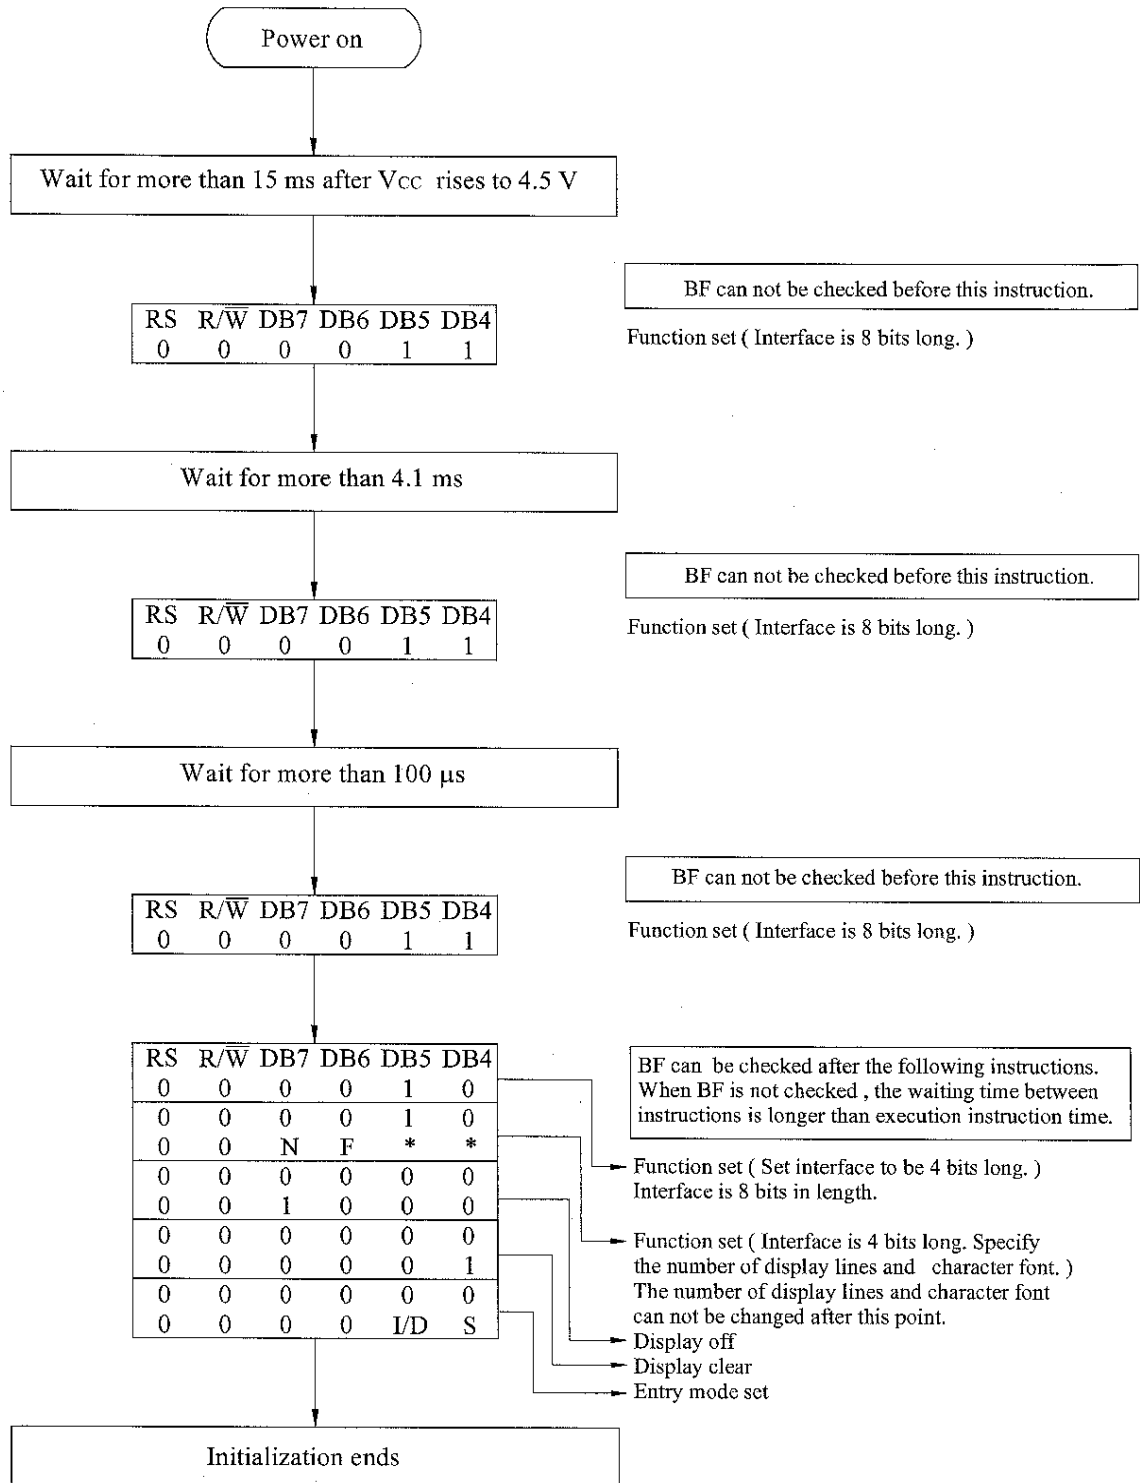 Power on
Wait for more than 15 ms after Vcc rises to 4.5 V
BF can not be checked before this instruction.
RS R/W̅ DB7 DB6 DB5 DB4
0 0 0 0 1 1
Function set ( Interface is 8 bits long. )
Wait for more than 4.1 ms
BF can not be checked before this instruction.
RS R/W̅ DB7 DB6 DB5 DB4
0 0 0 0 1 1
Function set ( Interface is 8 bits long. )
Wait for more than 100 μs
BF can not be checked before this instruction.
RS R/W̅ DB7 DB6 DB5 DB4
0 0 0 0 1 1
Function set ( Interface is 8 bits long. )
RS R/W̅ DB7 DB6 DB5 DB4
0 0 0 0 1 0
0 0 0 0 1 0
0 0 N F * *
0 0 0 0 0 0
0 0 1 0 0 0
0 0 0 0 0 0
0 0 0 0 0 1
0 0 0 0 0 0
0 0 0 0 I/D S
BF can be checked after the following instructions.
When BF is not checked , the waiting time between
instructions is longer than execution instruction time.
Function set ( Set interface to be 4 bits long. )
Interface is 8 bits in length.
Function set ( Interface is 4 bits long. Specify
the number of display lines and character font. )
The number of display lines and character font
can not be changed after this point.
Display off
Display clear
Entry mode set
Initialization ends